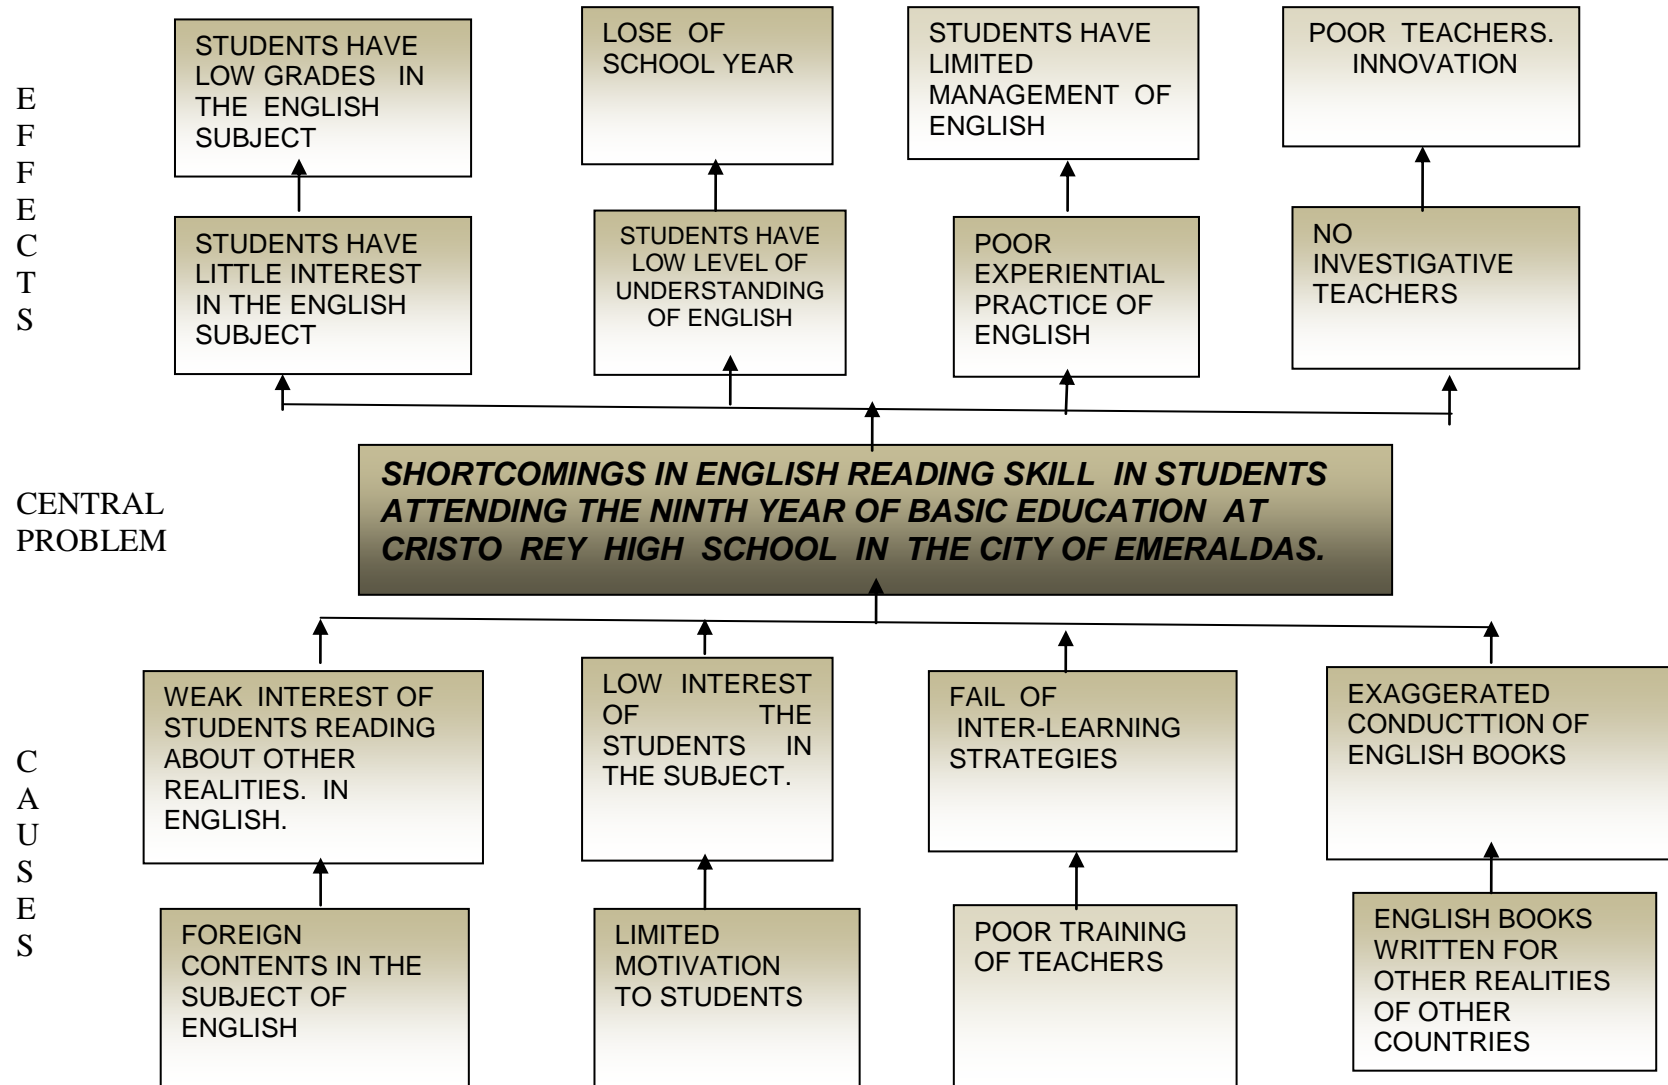 EFFECTS
STUDENTS HAVE
LOW GRADES IN
THE ENGLISH
SUBJECT
LOSE OF
SCHOOL YEAR
STUDENTS HAVE
LIMITED
MANAGEMENT OF
ENGLISH
POOR TEACHERS.
INNOVATION
STUDENTS HAVE
LITTLE INTEREST
IN THE ENGLISH
SUBJECT
STUDENTS HAVE
LOW LEVEL OF
UNDERSTANDING
OF ENGLISH
POOR
EXPERIENTIAL
PRACTICE OF
ENGLISH
NO
INVESTIGATIVE
TEACHERS
CENTRAL
PROBLEM
SHORTCOMINGS IN ENGLISH READING SKILL IN STUDENTS
ATTENDING THE NINTH YEAR OF BASIC EDUCATION AT
CRISTO REY HIGH SCHOOL IN THE CITY OF EMERALDAS.
CAUSES
WEAK INTEREST OF
STUDENTS READING
ABOUT OTHER
REALITIES. IN
ENGLISH.
LOW INTEREST
OF THE
STUDENTS IN
THE SUBJECT.
FAIL OF
INTER-LEARNING
STRATEGIES
EXAGGERATED
CONDUCTTION OF
ENGLISH BOOKS
FOREIGN
CONTENTS IN THE
SUBJECT OF
ENGLISH
LIMITED
MOTIVATION
TO STUDENTS
POOR TRAINING
OF TEACHERS
ENGLISH BOOKS
WRITTEN FOR
OTHER REALITIES
OF OTHER
COUNTRIES